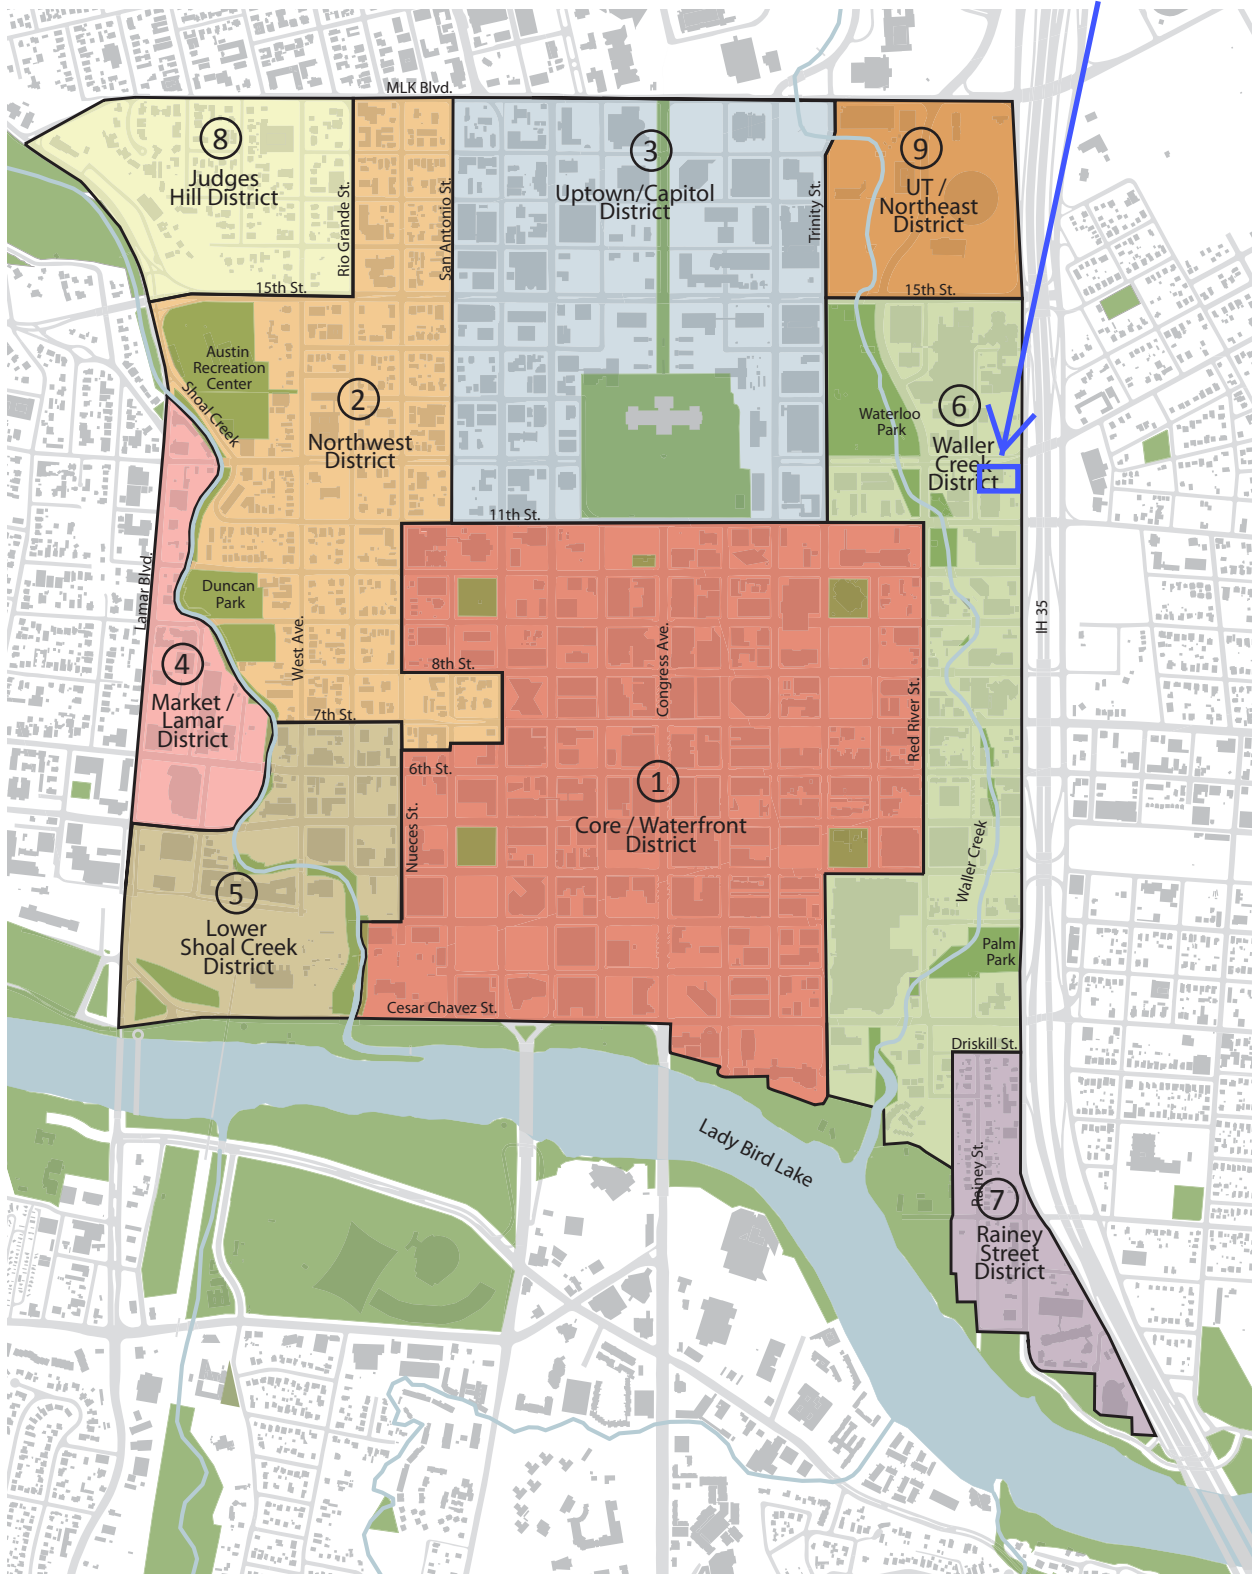 MLK Blvd.
8
Judges
Hill District
Rio Grande St.
San Antonio St.
3
Uptown/Capitol
District
Trinity St.
9
UT /
Northeast
District
15th St.
15th St.
Austin
Recreation
Center
Shoal Creek
2
Northwest
District
Waterloo
Park
6
Waller
Creek
District
11th St.
Lamar Blvd.
Duncan
Park
West Ave.
IH 35
4
Market /
Lamar
District
8th St.
Congress Ave.
Red River St.
7th St.
6th St.
1
Core / Waterfront
District
Nueces St.
Waller Creek
5
Lower
Shoal Creek
District
Palm
Park
Cesar Chavez St.
Driskill St.
Lady Bird Lake
Rainey St.
7
Rainey
Street
District